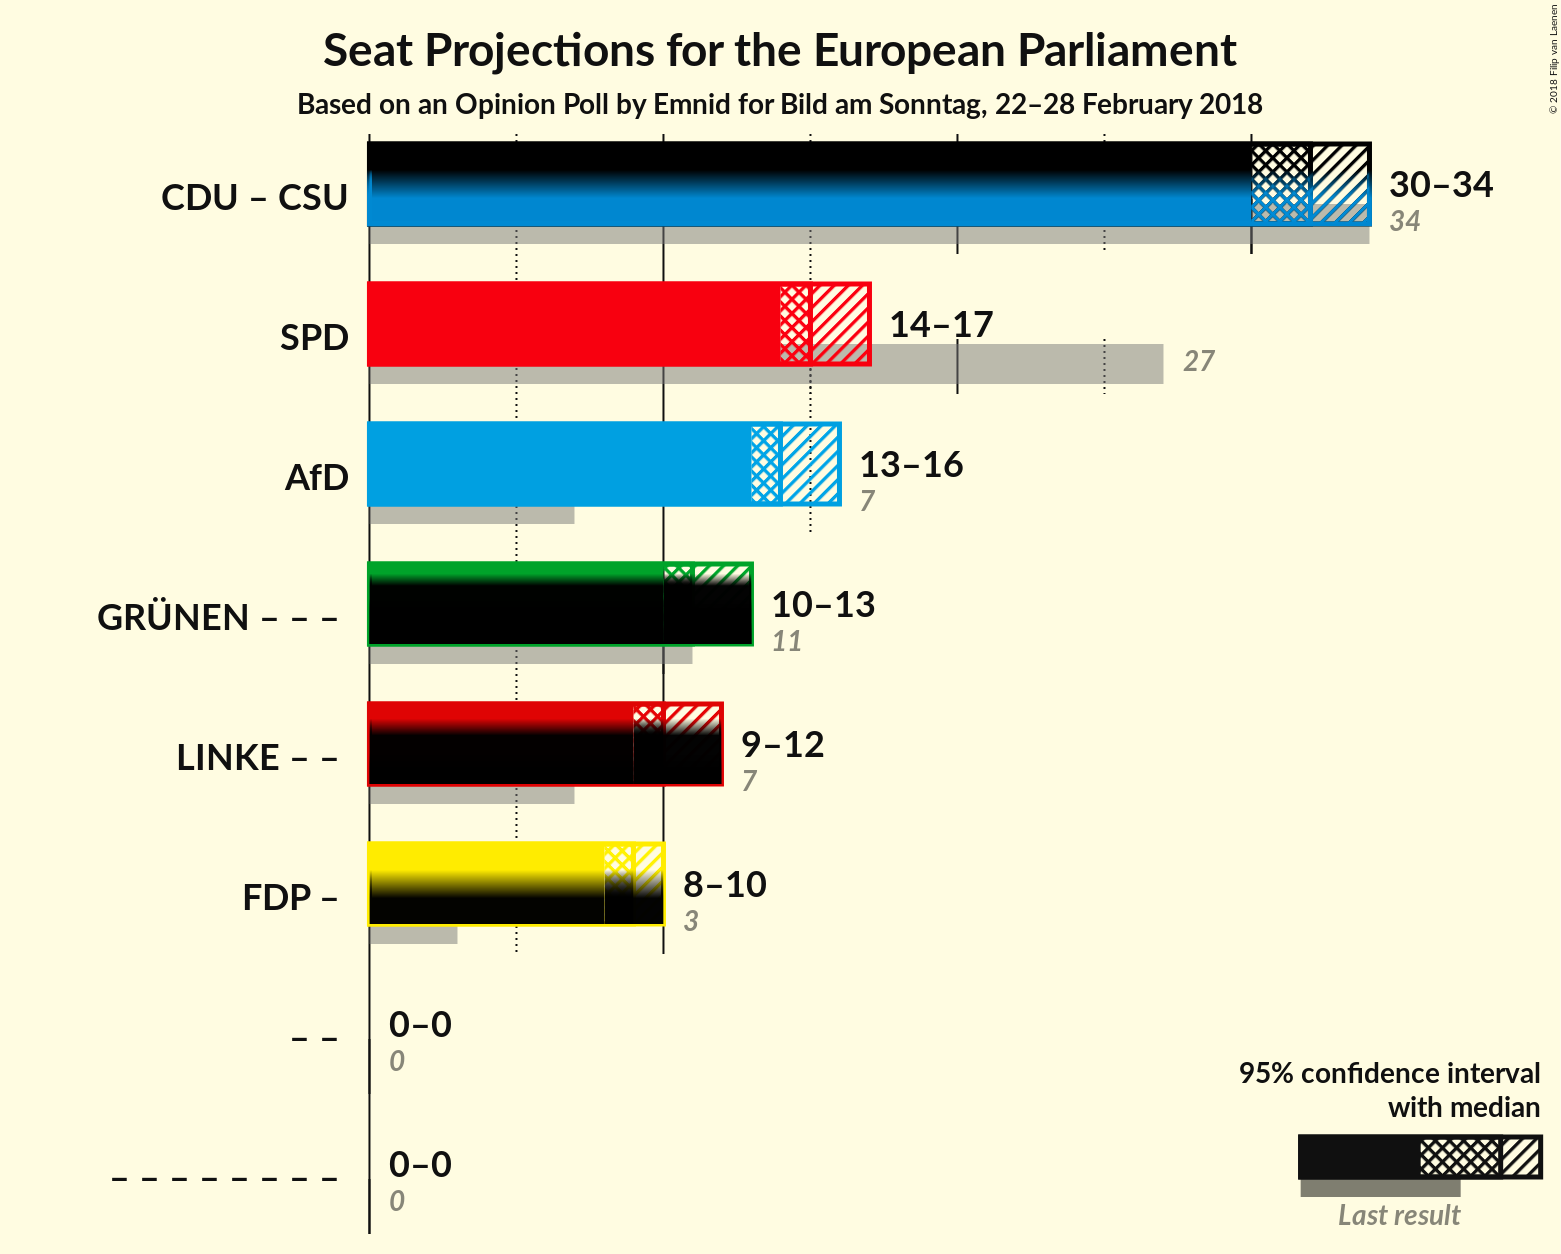 Seat Projections for the European Parliament
Based on an Opinion Poll by Emnid for Bild am Sonntag, 22–28 February 2018
© 2018 Filip van Laenen
CDU – CSU
30–34
34
SPD
14–17
27
AfD
13–16
7
GRÜNEN – – –
10–13
11
LINKE – –
9–12
7
FDP –
8–10
3
– –
0–0
0
– – – – – – – –
0–0
0
95% confidence interval
with median
Last result